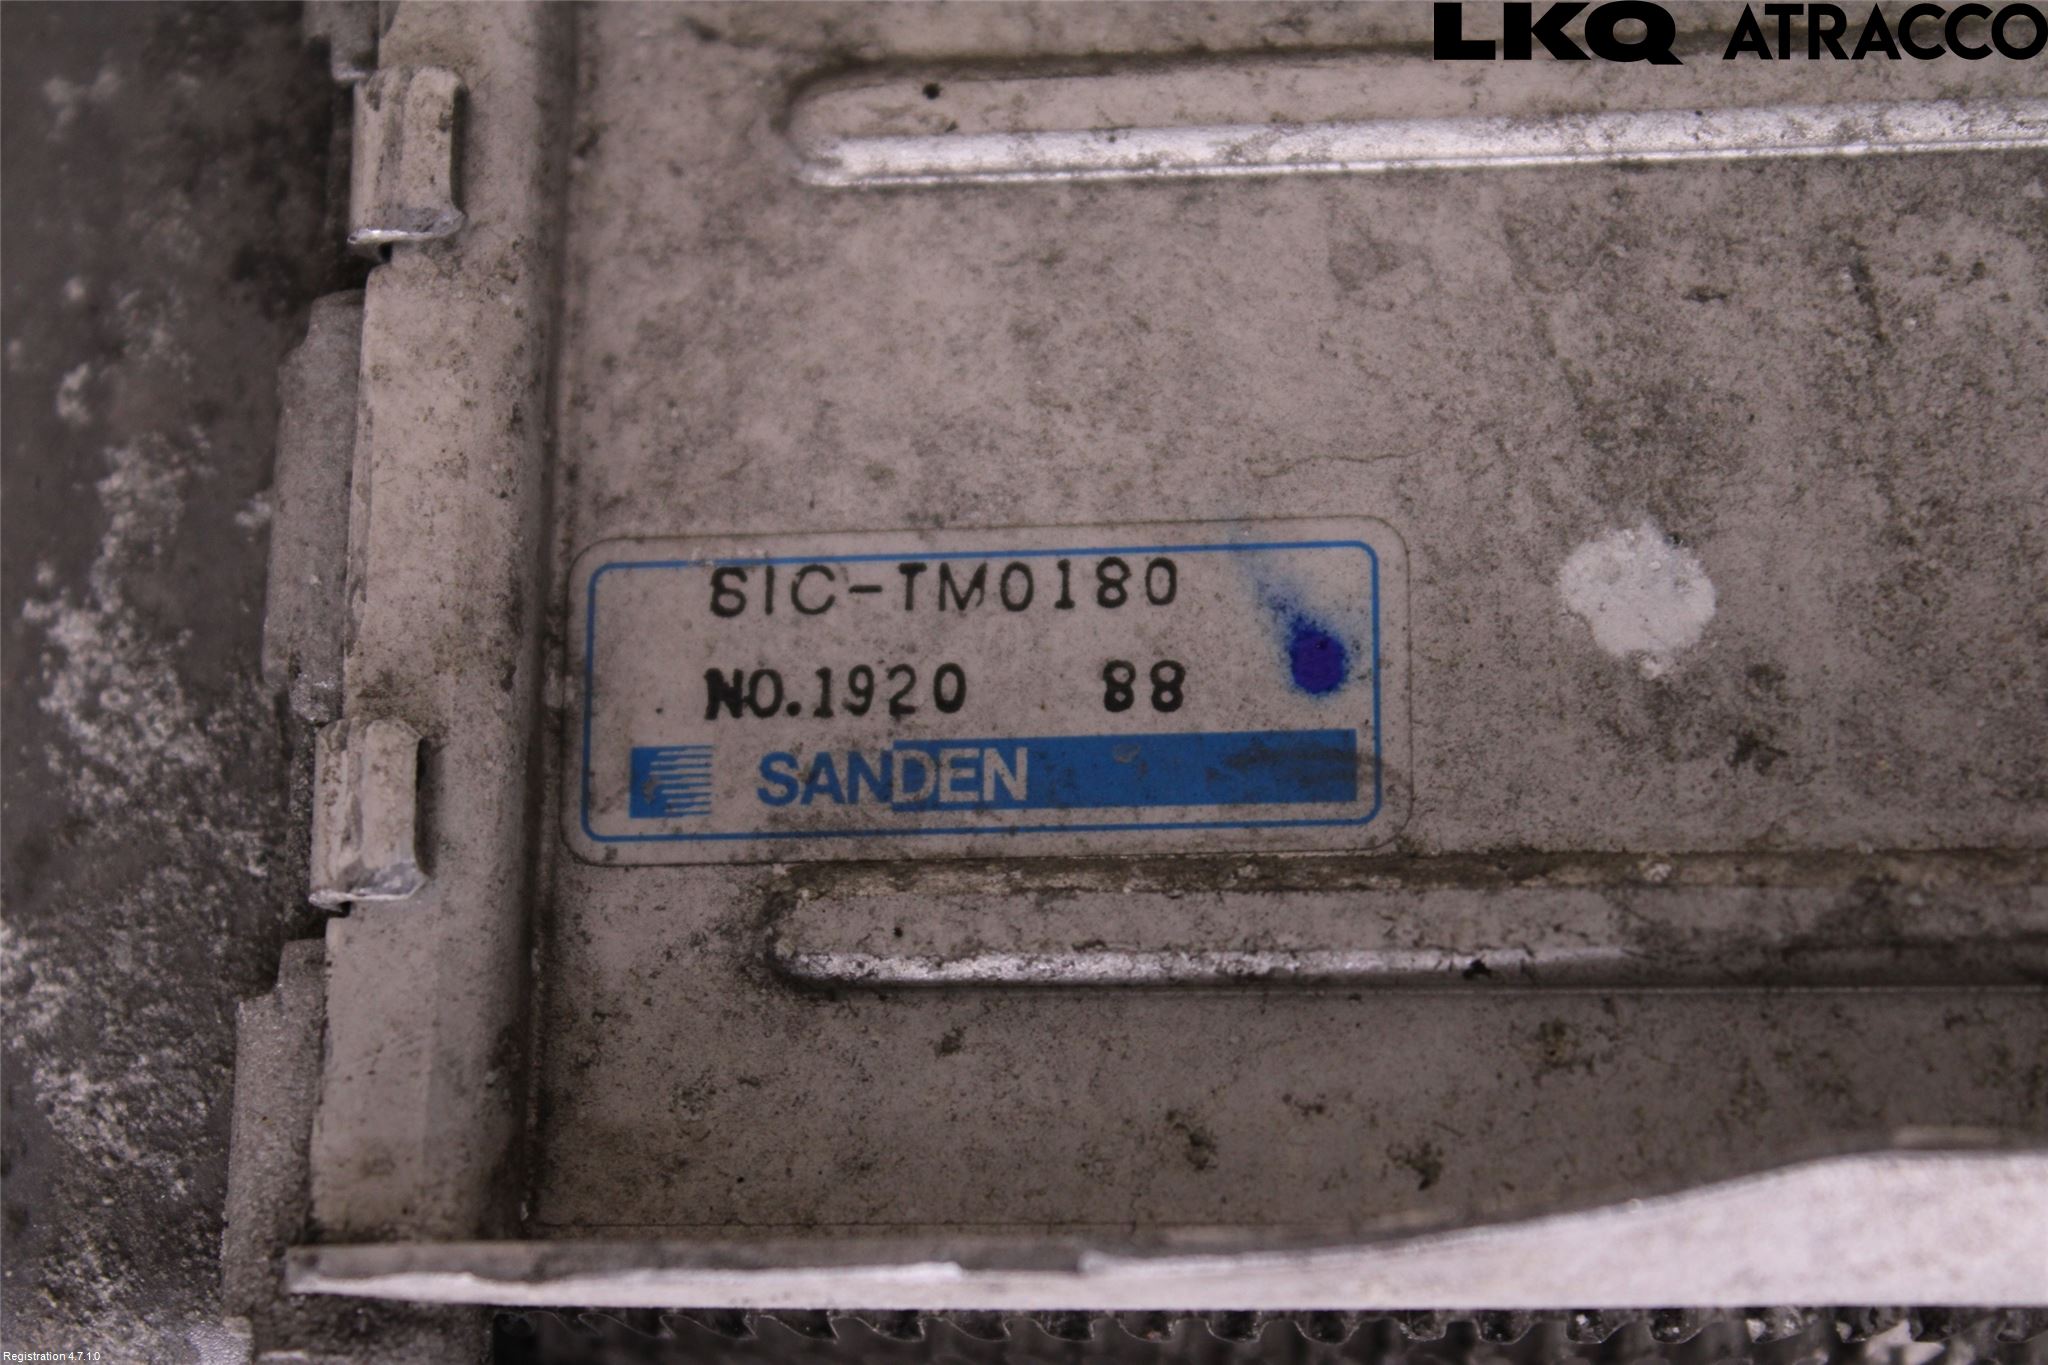 LKQ ATRACCO
SIC-TM0180
NO.1920 88
SANDEN
Registration 4.7.1.0